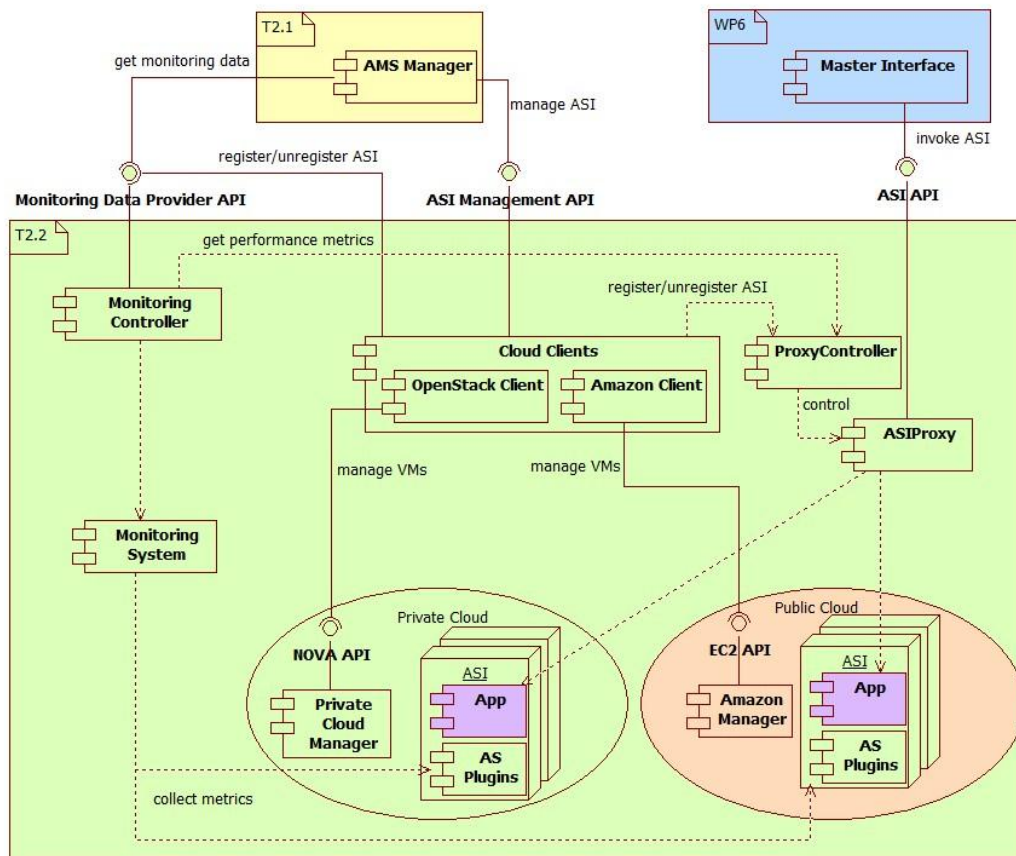 T2.1
WP6
get monitoring data
AMS Manager
Master Interface
manage ASI
invoke ASI
register/unregister ASI
Monitoring Data Provider API
ASI Management API
ASI API
T2.2
get performance metrics
register/unregister ASI
Monitoring
Controller
Cloud Clients
ProxyController
OpenStack Client
Amazon Client
control
ASIProxy
manage VMs
manage VMs
Monitoring
System
Private Cloud
Public Cloud
NOVA API
EC2 API
ASI
ASI
App
App
Private
Cloud
Manager
Amazon
Manager
AS
Plugins
AS
Plugins
collect metrics